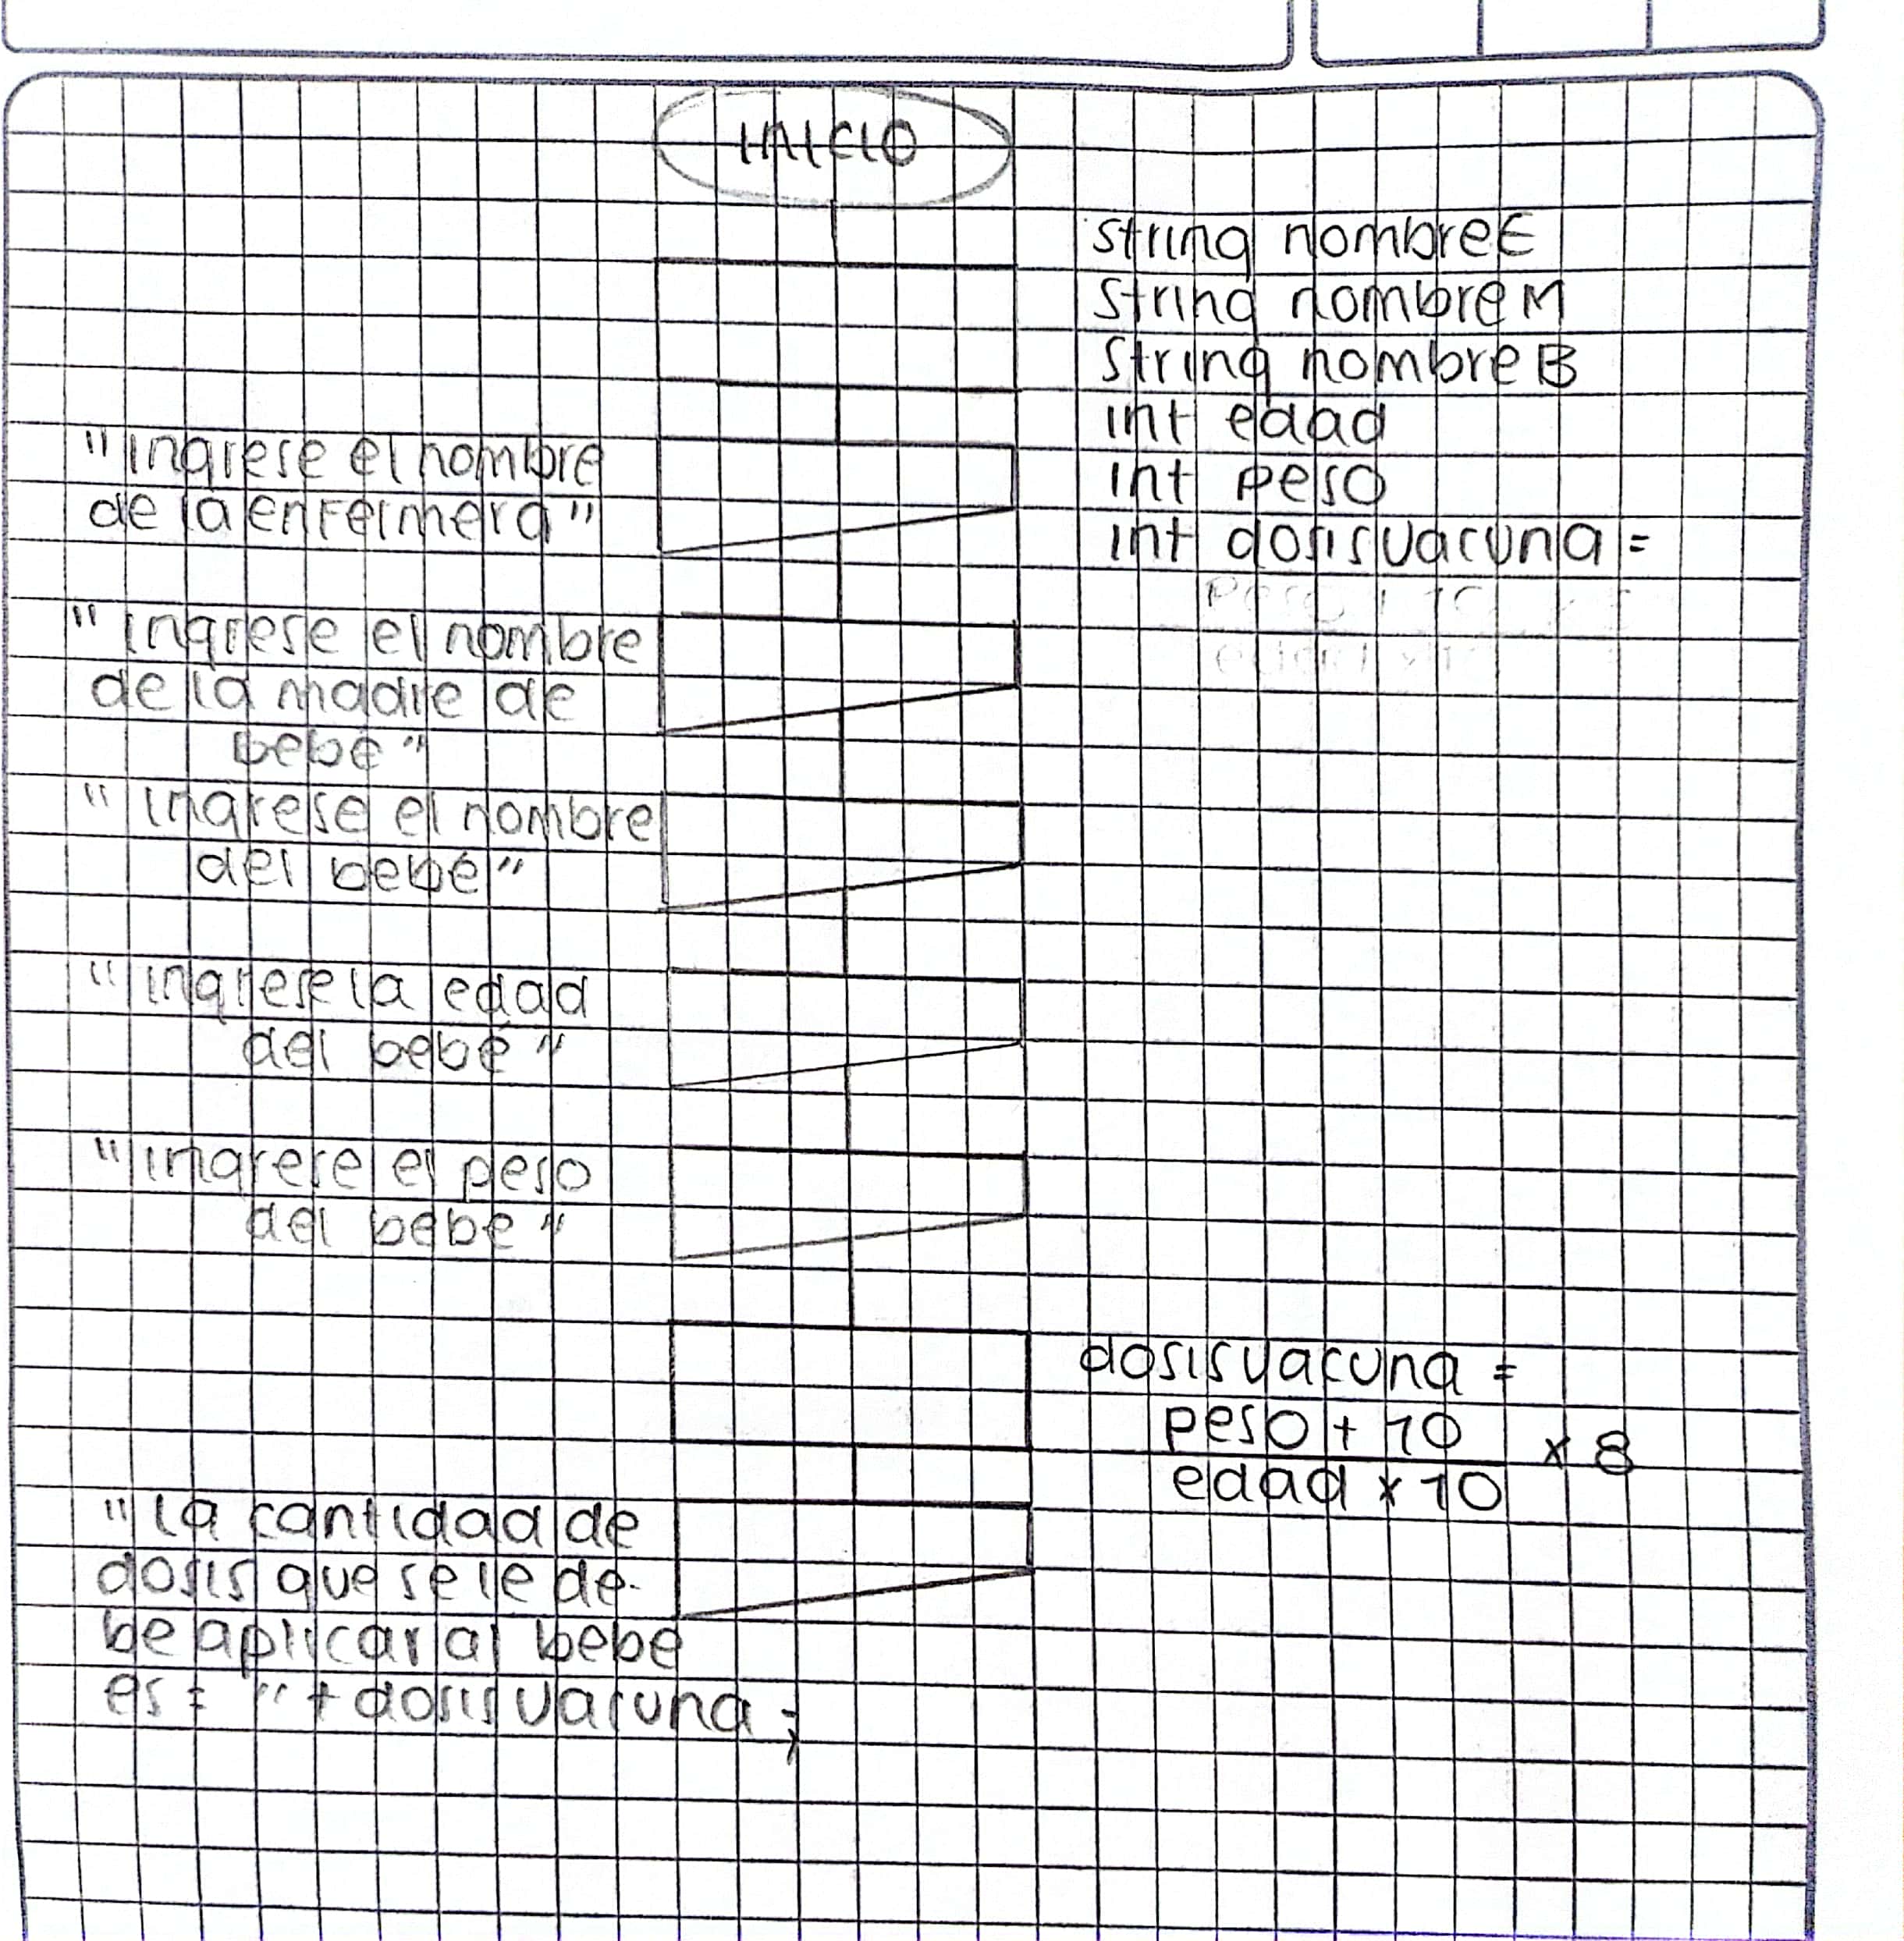 INICIO
string nombreE
String nombreM
String nombreB
int edad
int peso
int dosisvacuna =
"ingrese el nombre
de la enfermera"
"ingrese el nombre
de la madre de
bebe"
"ingrese el nombre
del bebé"
"ingrese la edad
del bebé"
"ingrese el peso
del bebe"
dosisvacuna =
peso + 10
x 8
edad x 10
"la cantidad de
dosis que se le de-
be aplicar al bebe
es = " + dosisvacuna;